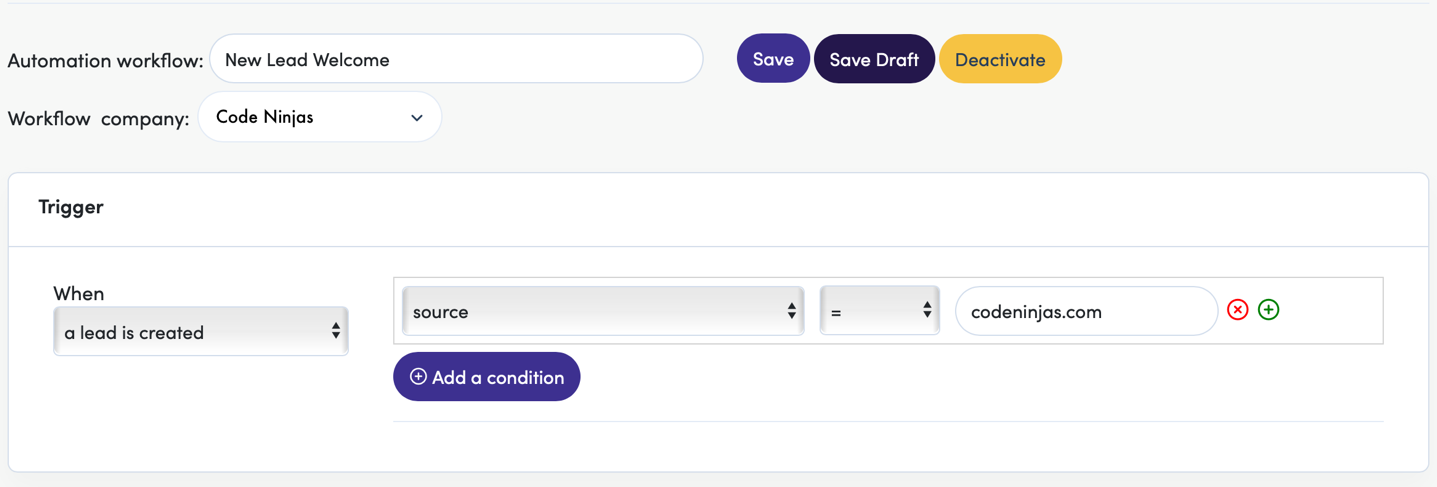 Automation workflow: New Lead Welcome Save Save Draft Deactivate
Workflow company: Code Ninjas
Trigger
When
a lead is created source = codeninjas.com
Add a condition